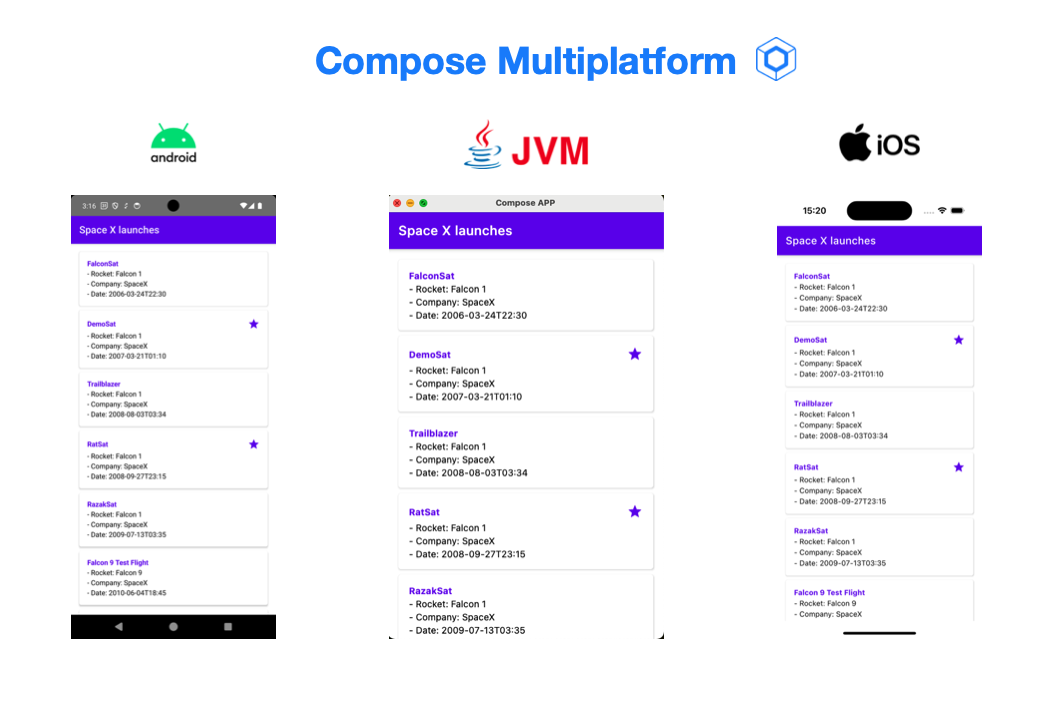 Compose Multiplatform
android
JVM
iOS
3:16
Space X launches
FalconSat
- Rocket: Falcon 1
- Company: SpaceX
- Date: 2006-03-24T22:30
DemoSat
- Rocket: Falcon 1
- Company: SpaceX
- Date: 2007-03-21T01:10
Trailblazer
- Rocket: Falcon 1
- Company: SpaceX
- Date: 2008-08-03T03:34
RatSat
- Rocket: Falcon 1
- Company: SpaceX
- Date: 2008-09-27T23:15
RazakSat
- Rocket: Falcon 1
- Company: SpaceX
- Date: 2009-07-13T03:35
Falcon 9 Test Flight
- Rocket: Falcon 9
- Company: SpaceX
- Date: 2010-06-04T18:45
Compose APP
Space X launches
FalconSat
- Rocket: Falcon 1
- Company: SpaceX
- Date: 2006-03-24T22:30
DemoSat
- Rocket: Falcon 1
- Company: SpaceX
- Date: 2007-03-21T01:10
Trailblazer
- Rocket: Falcon 1
- Company: SpaceX
- Date: 2008-08-03T03:34
RatSat
- Rocket: Falcon 1
- Company: SpaceX
- Date: 2008-09-27T23:15
RazakSat
- Rocket: Falcon 1
- Company: SpaceX
- Date: 2009-07-13T03:35
15:20
Space X launches
FalconSat
- Rocket: Falcon 1
- Company: SpaceX
- Date: 2006-03-24T22:30
DemoSat
- Rocket: Falcon 1
- Company: SpaceX
- Date: 2007-03-21T01:10
Trailblazer
- Rocket: Falcon 1
- Company: SpaceX
- Date: 2008-08-03T03:34
RatSat
- Rocket: Falcon 1
- Company: SpaceX
- Date: 2008-09-27T23:15
RazakSat
- Rocket: Falcon 1
- Company: SpaceX
- Date: 2009-07-13T03:35
Falcon 9 Test Flight
- Rocket: Falcon 9
- Company: SpaceX